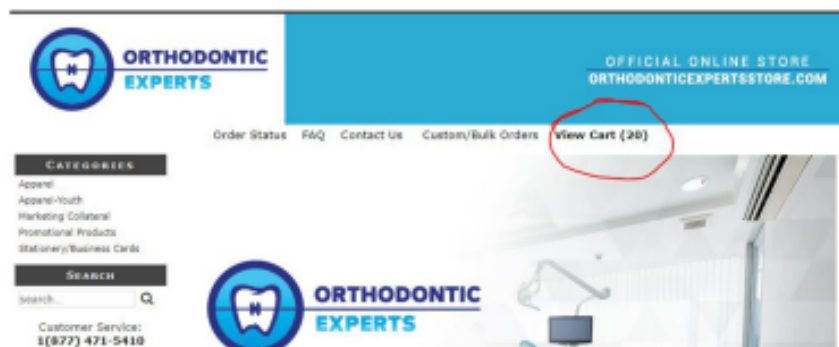 ORTHODONTIC
EXPERTS
OFFICIAL ONLINE STORE
ORTHODONTICEXPERTSSTORE.COM
Order Status FAQ Contact Us Custom/Bulk Orders View Cart (20)
CATEGORIES
Apparel
Apparel-Youth
Marketing Collateral
Promotional Products
Stationery/Business Cards
SEARCH
search...
Customer Service:
1(877) 471-5410
ORTHODONTIC
EXPERTS